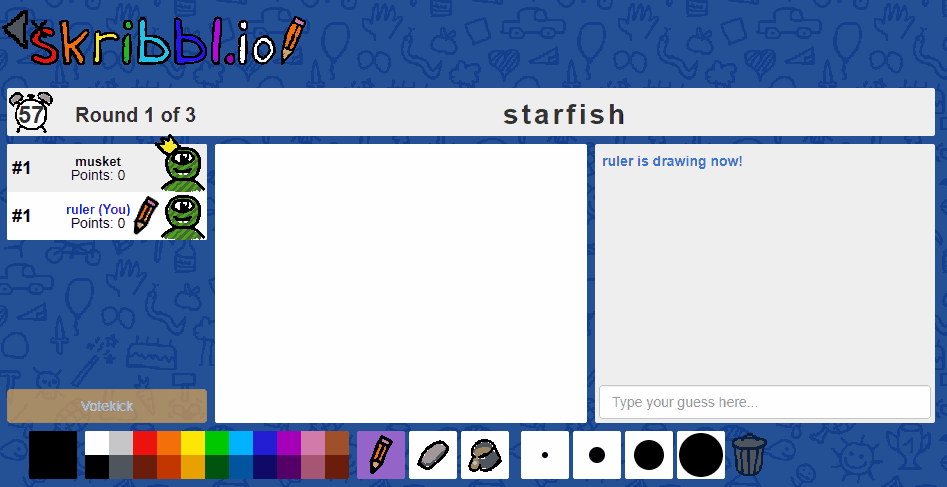 skribbl.io
57
Round 1 of 3
starfish
#1
musket
Points: 0
#1
ruler (You)
Points: 0
Votekick
ruler is drawing now!
Type your guess here...